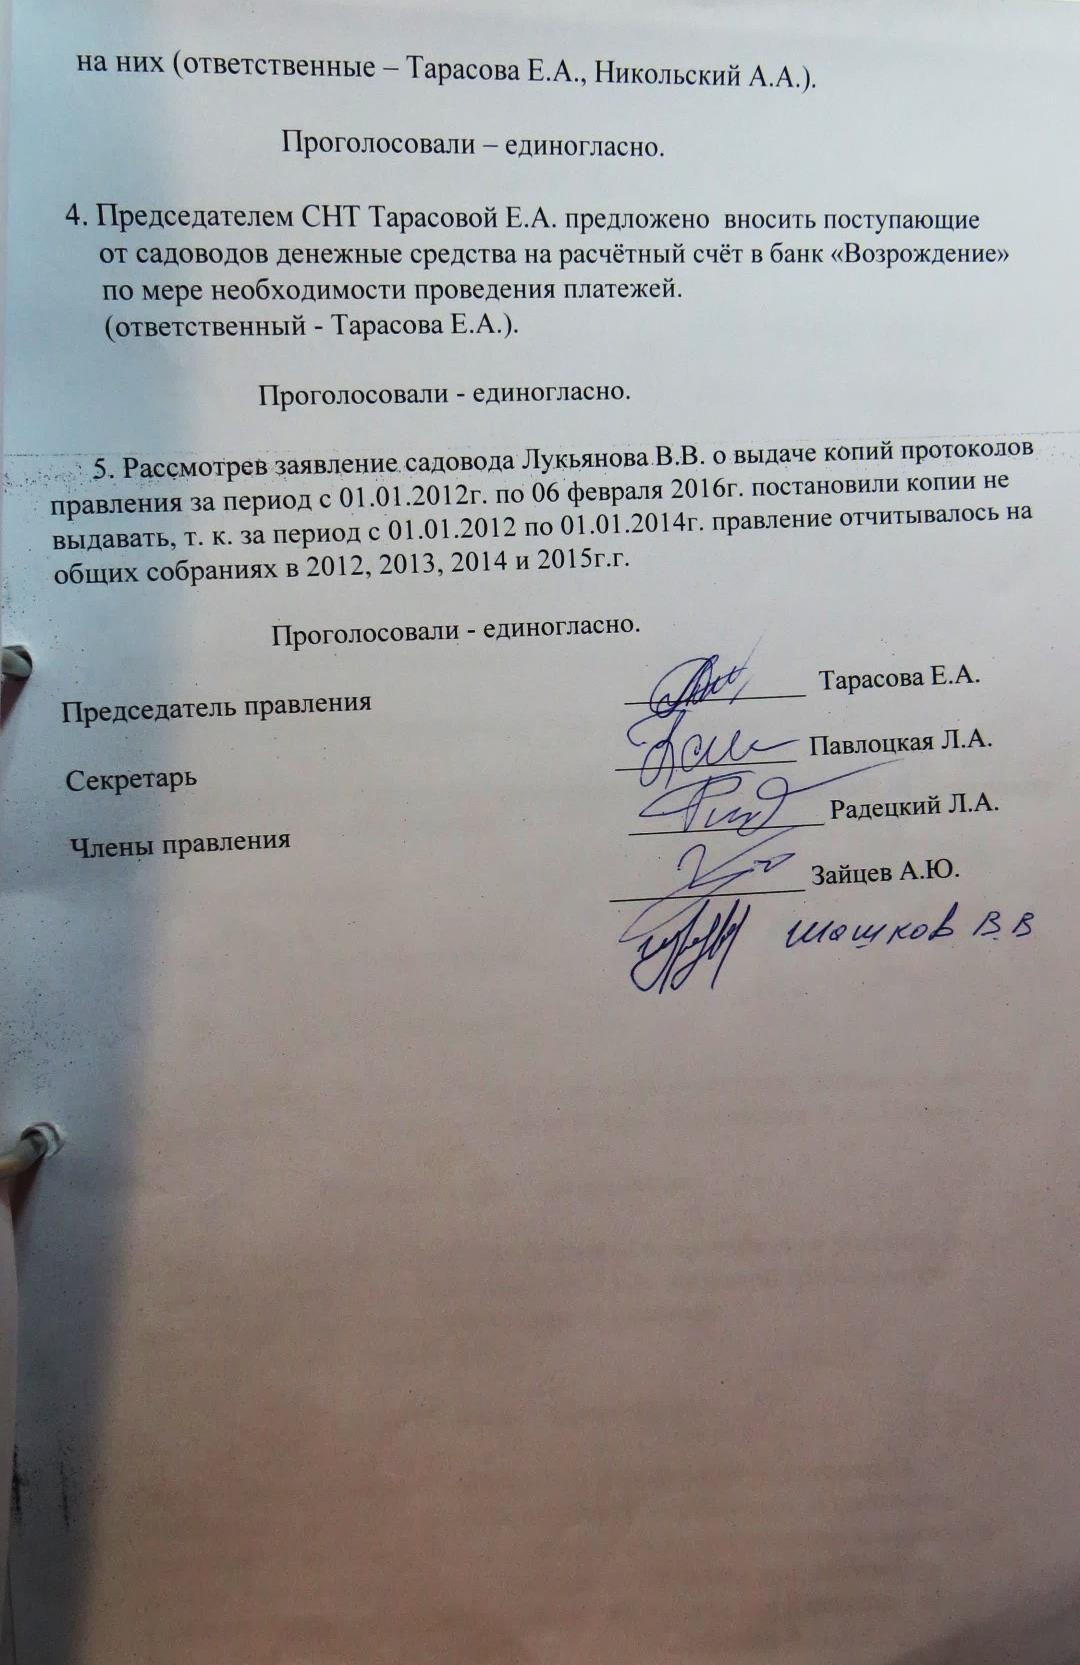 на них (ответственные – Тарасова Е.А., Никольский А.А.).
Проголосовали – единогласно.
4. Председателем СНТ Тарасовой Е.А. предложено вносить поступающие
от садоводов денежные средства на расчётный счёт в банк «Возрождение»
по мере необходимости проведения платежей.
(ответственный - Тарасова Е.А.).
Проголосовали - единогласно.
5. Рассмотрев заявление садовода Лукьянова В.В. о выдаче копий протоколов
правления за период с 01.01.2012г. по 06 февраля 2016г. постановили копии не
выдавать, т. к. за период с 01.01.2012 по 01.01.2014г. правление отчитывалось на
общих собраниях в 2012, 2013, 2014 и 2015г.г.
Проголосовали - единогласно.
Председатель правления Тарасова Е.А.
Секретарь Павлоцкая Л.А.
Члены правления Радецкий Л.А.
Зайцев А.Ю.
Шашков В В